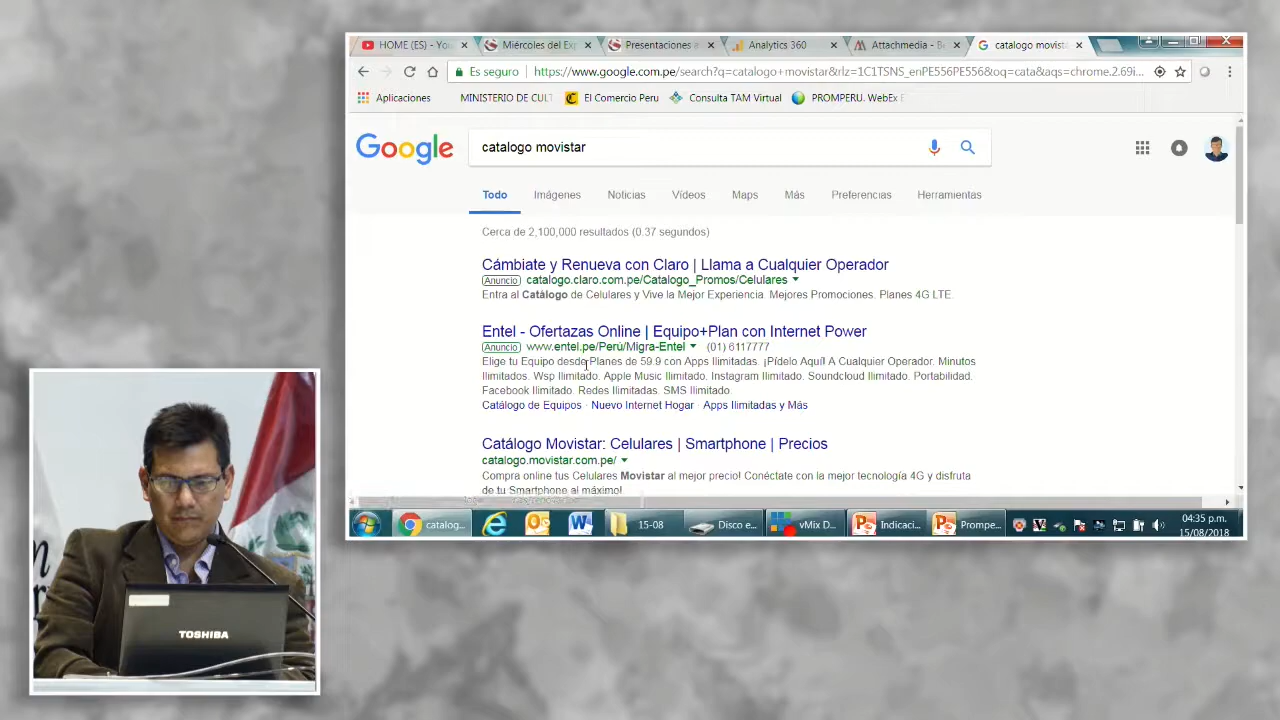 HOME (ES) - You
Miércoles del Exp
Presentaciones a
Analytics 360
Attachmedia - B
catalogo movista
Es seguro
https://www.google.com.pe/search?q=catalogo+movistar&rlz=1C1TSNS_enPE556PE556&oq=cata&aqs=chrome.2.69i...
Aplicaciones
MINISTERIO DE CULT
El Comercio Peru
Consulta TAM Virtual
PROMPERU. WebEx E
Google
catalogo movistar
Todo
Imágenes
Noticias
Vídeos
Maps
Más
Preferencias
Herramientas
Cerca de 2,100,000 resultados (0.37 segundos)
Cámbiate y Renueva con Claro | Llama a Cualquier Operador
Anuncio catalogo.claro.com.pe/Catalogo_Promos/Celulares
Entra al Catálogo de Celulares y Vive la Mejor Experiencia. Mejores Promociones. Planes 4G LTE.
Entel - Ofertazas Online | Equipo+Plan con Internet Power
Anuncio www.entel.pe/Perú/Migra-Entel (01) 6117777
Elige tu Equipo desde Planes de 59.9 con Apps Ilimitadas. ¡Pídelo Aquí! A Cualquier Operador. Minutos
Ilimitados. Wsp Ilimitado. Apple Music Ilimitado. Instagram Ilimitado. Soundcloud Ilimitado. Portabilidad.
Facebook Ilimitado. Redes Ilimitadas. SMS Ilimitado.
Catálogo de Equipos · Nuevo Internet Hogar · Apps Ilimitadas y Más
Catálogo Movistar: Celulares | Smartphone | Precios
catalogo.movistar.com.pe/
Compra online tus Celulares Movistar al mejor precio! Conéctate con la mejor tecnología 4G y disfruta
de tu Smartphone al máximo!
catalog...
15-08
Disco e...
vMix D...
Indicaci...
Prompe...
04:35 p.m.
15/08/2018
TOSHIBA